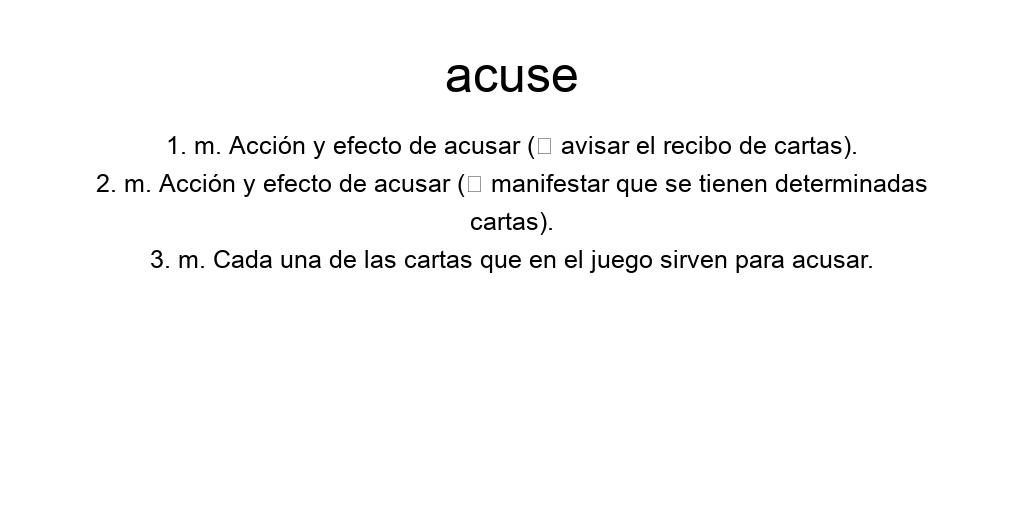 acuse
1. m. Acción y efecto de acusar (▯ avisar el recibo de cartas).
2. m. Acción y efecto de acusar (▯ manifestar que se tienen determinadas
cartas).
3. m. Cada una de las cartas que en el juego sirven para acusar.